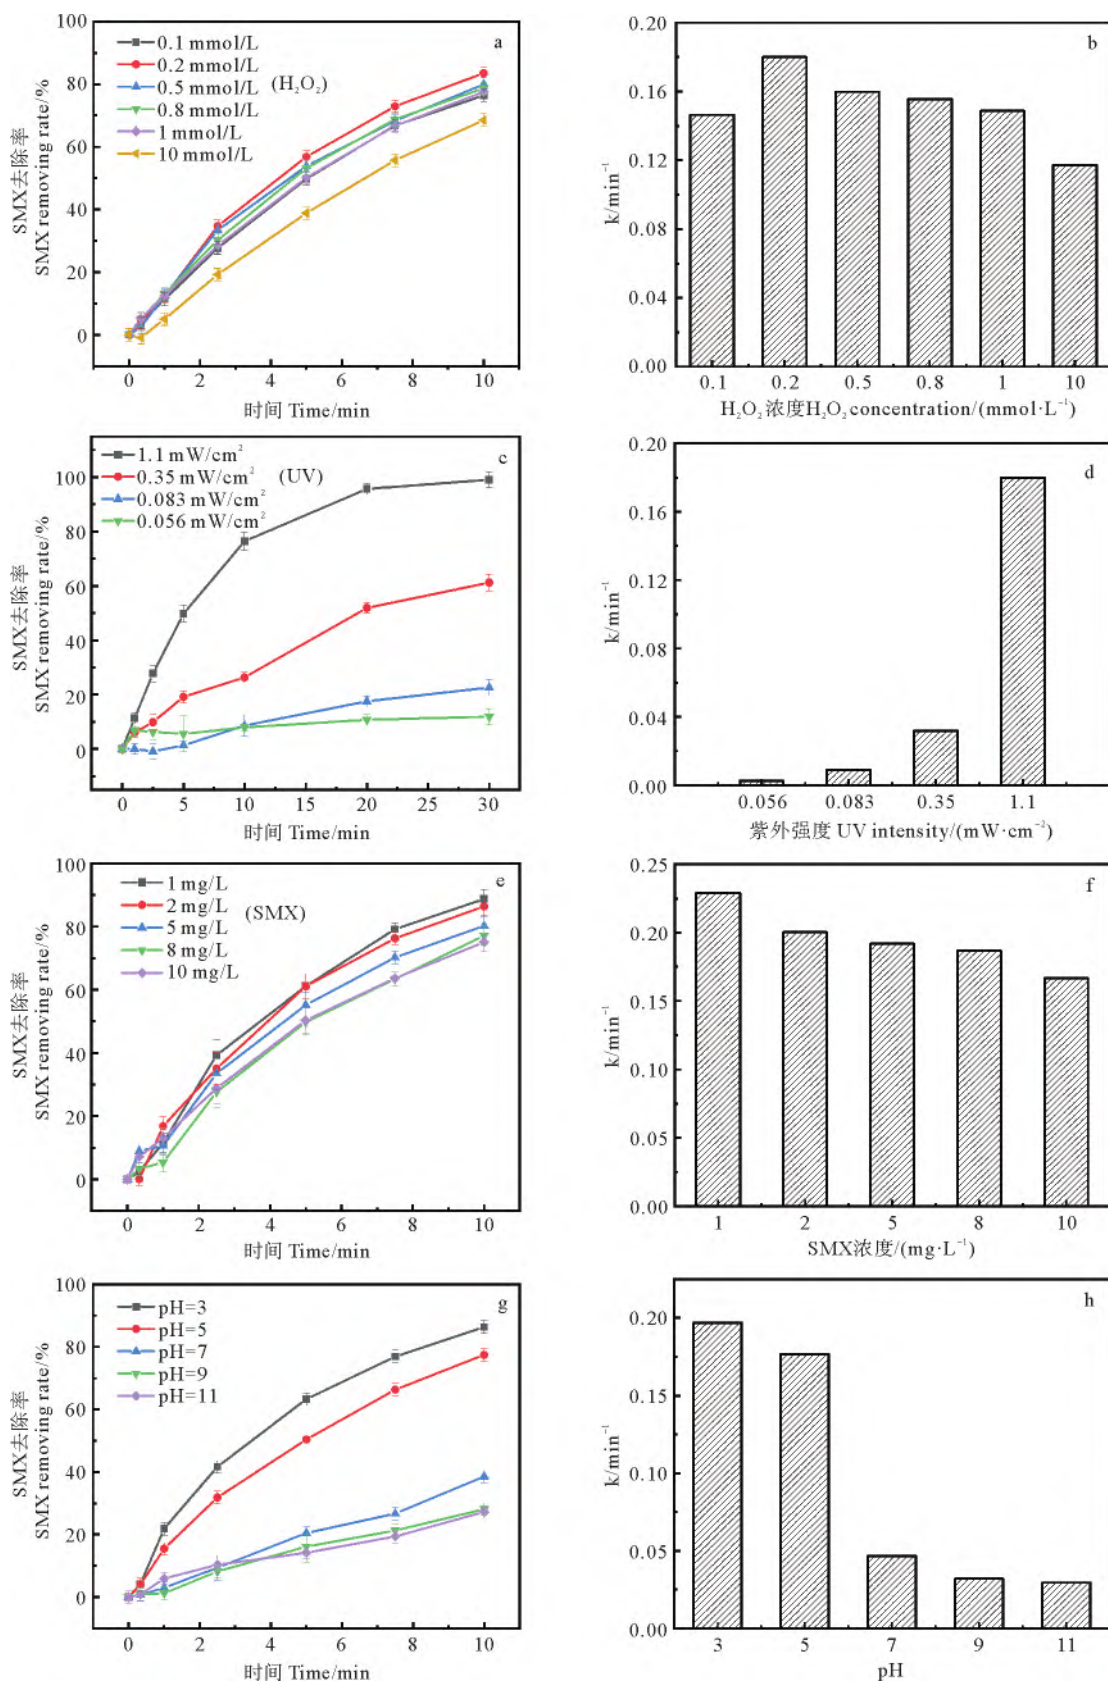 a
0.1 mmol/L
0.2 mmol/L
0.5 mmol/L
0.8 mmol/L
1 mmol/L
10 mmol/L
(H₂O₂)
100
80
60
40
20
0
SMX去除率
SMX removing rate/%
0 2 4 6 8 10
时间 Time/min
b
0.20
0.16
0.12
0.08
0.04
0.00
k/min⁻¹
0.1 0.2 0.5 0.8 1 10
H₂O₂浓度H₂O₂concentration/(mmol·L⁻¹)
c
1.1 mW/cm²
0.35 mW/cm²
0.083 mW/cm²
0.056 mW/cm²
(UV)
100
80
60
40
20
0
SMX去除率
SMX removing rate/%
0 5 10 20 30
时间 Time/min
d
0.20
0.16
0.12
0.08
0.04
0.00
k/min⁻¹
0.056 0.083 0.35 1.1
紫外强度 UV intensity/(mW·cm⁻²)
e
1 mg/L
2 mg/L
5 mg/L
8 mg/L
10 mg/L
(SMX)
100
80
60
40
20
0
SMX去除率
SMX removing rate/%
0 2 4 6 8 10
时间 Time/min
f
0.25
0.20
0.15
0.10
0.05
0.00
k/min⁻¹
1 2 5 8 10
SMX浓度/(mg·L⁻¹)
g
pH=3
pH=5
pH=7
pH=9
pH=11
100
80
60
40
20
0
SMX去除率
SMX removing rate/%
0 2 4 6 8 10
时间 Time/min
h
0.20
0.15
0.10
0.05
0.00
k/min⁻¹
3 5 7 9 11
pH